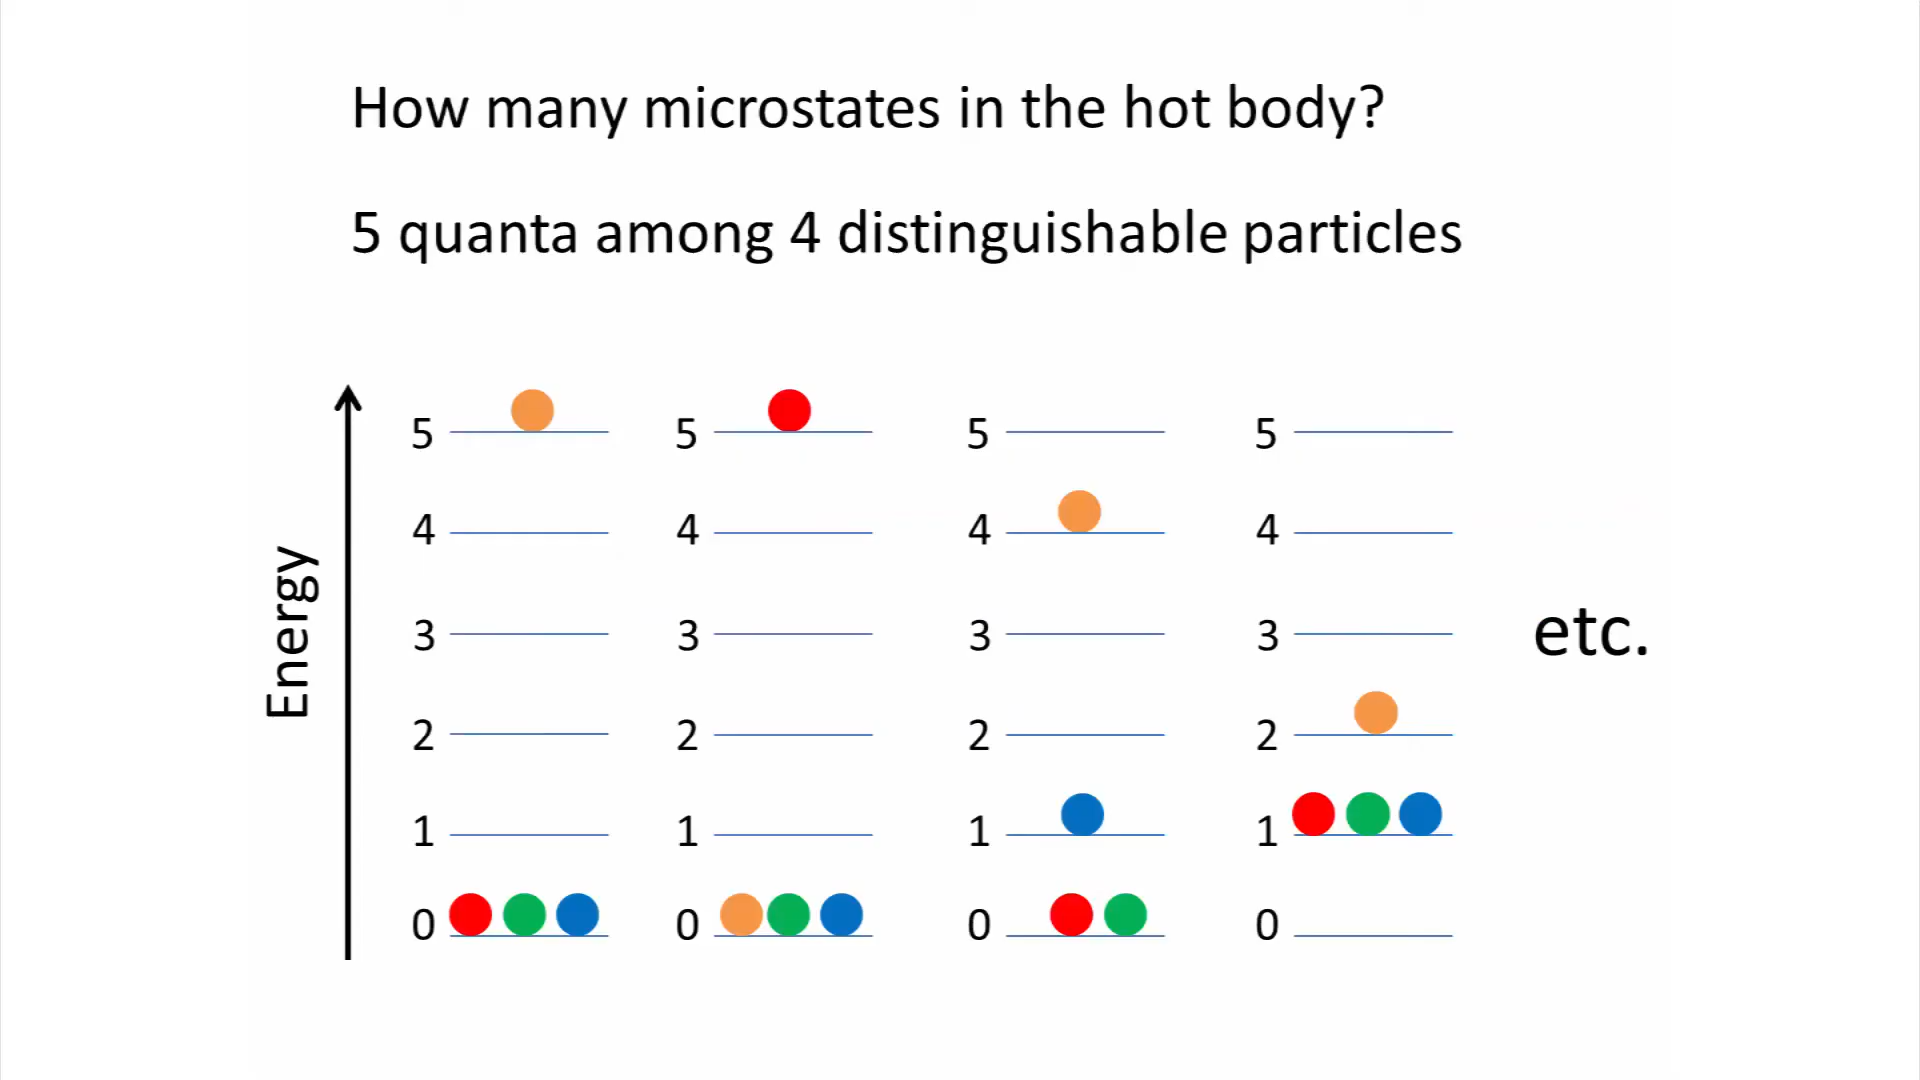 How many microstates in the hot body?
5 quanta among 4 distinguishable particles
Energy
5 5 5 5
4 4 4 4
3 3 3 3
etc.
2 2 2 2
1 1 1 1
0 0 0 0